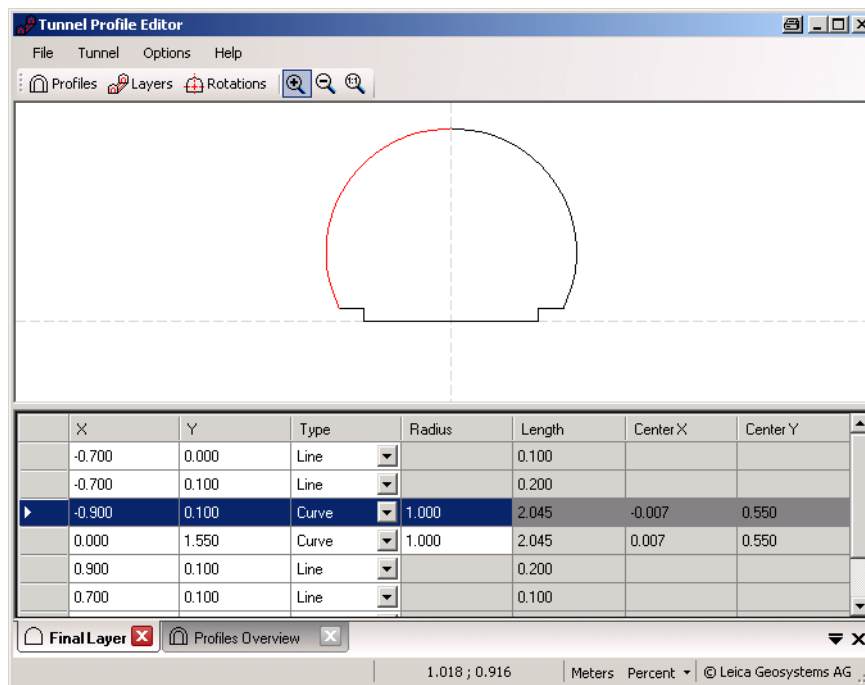 Tunnel Profile Editor
File Tunnel Options Help
Profiles Layers Rotations 1:1
X Y Type Radius Length Center X Center Y
-0.700 0.000 Line 0.100
-0.700 0.100 Line 0.200
-0.900 0.100 Curve 1.000 2.045 -0.007 0.550
0.000 1.550 Curve 1.000 2.045 0.007 0.550
0.900 0.100 Line 0.200
0.700 0.100 Line 0.100
Final Layer Profiles Overview
1.018 ; 0.916 Meters Percent © Leica Geosystems AG